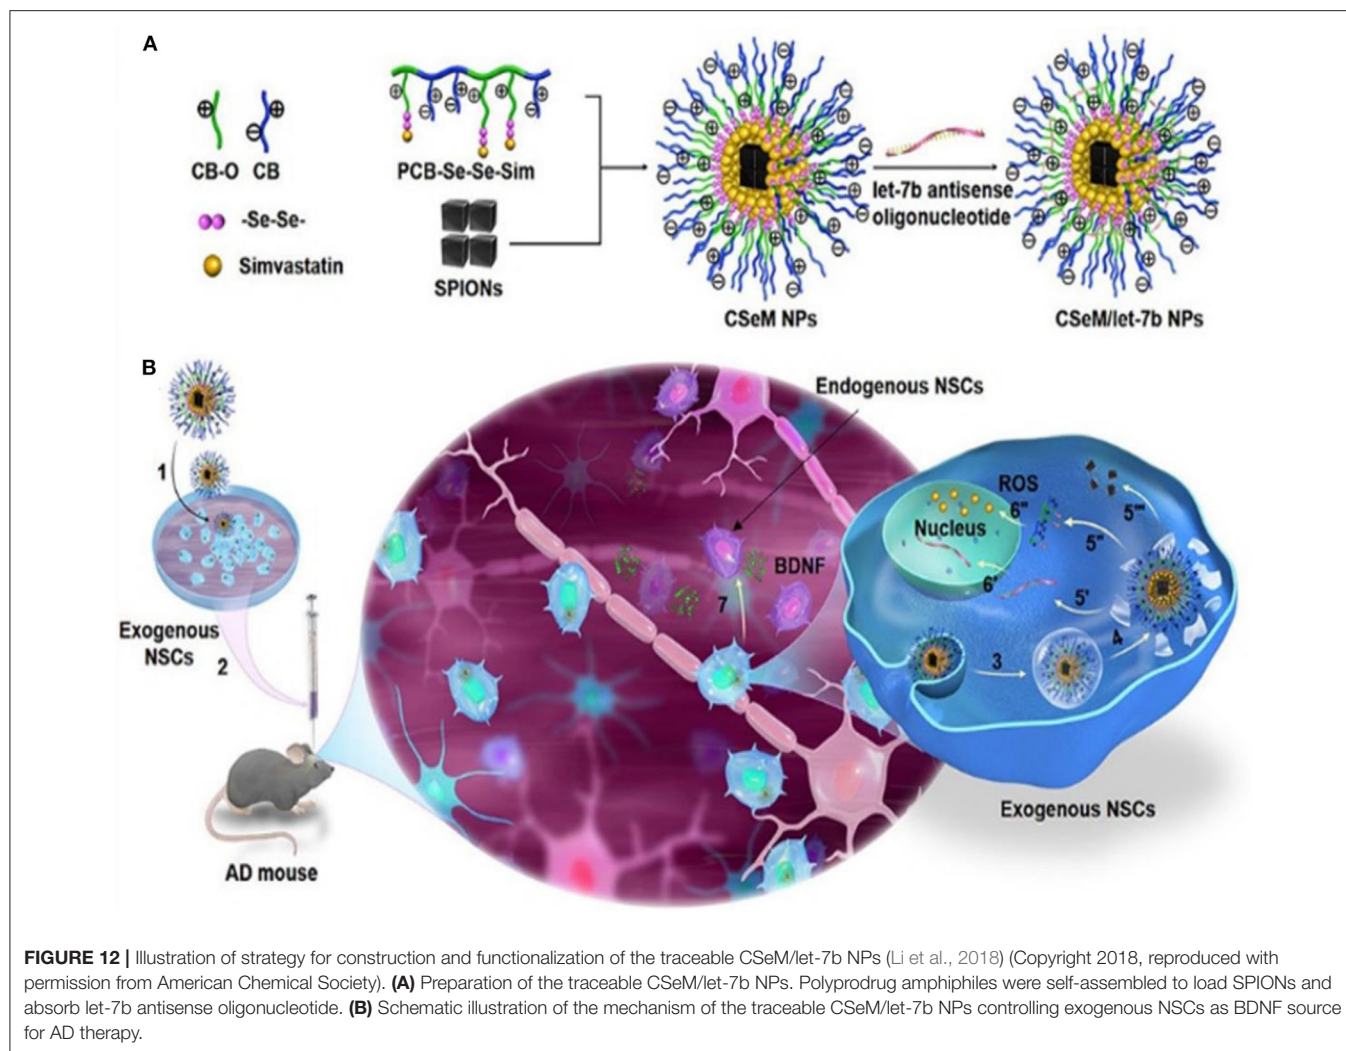 A
CB-O CB
-Se-Se-
Simvastatin
PCB-Se-Se-Sim
SPIONs
CSeM NPs
let-7b antisense
oligonucleotide
CSeM/let-7b NPs
B
1
Exogenous
NSCs
2
AD mouse
Endogenous NSCs
BDNF
7
ROS
Nucleus
6''
6'
5'''
5''
5'
4
3
Exogenous NSCs
FIGURE 12 | Illustration of strategy for construction and functionalization of the traceable CSeM/let-7b NPs (Li et al., 2018) (Copyright 2018, reproduced with
permission from American Chemical Society). (A) Preparation of the traceable CSeM/let-7b NPs. Polyprodrug amphiphiles were self-assembled to load SPIONs and
absorb let-7b antisense oligonucleotide. (B) Schematic illustration of the mechanism of the traceable CSeM/let-7b NPs controlling exogenous NSCs as BDNF source
for AD therapy.